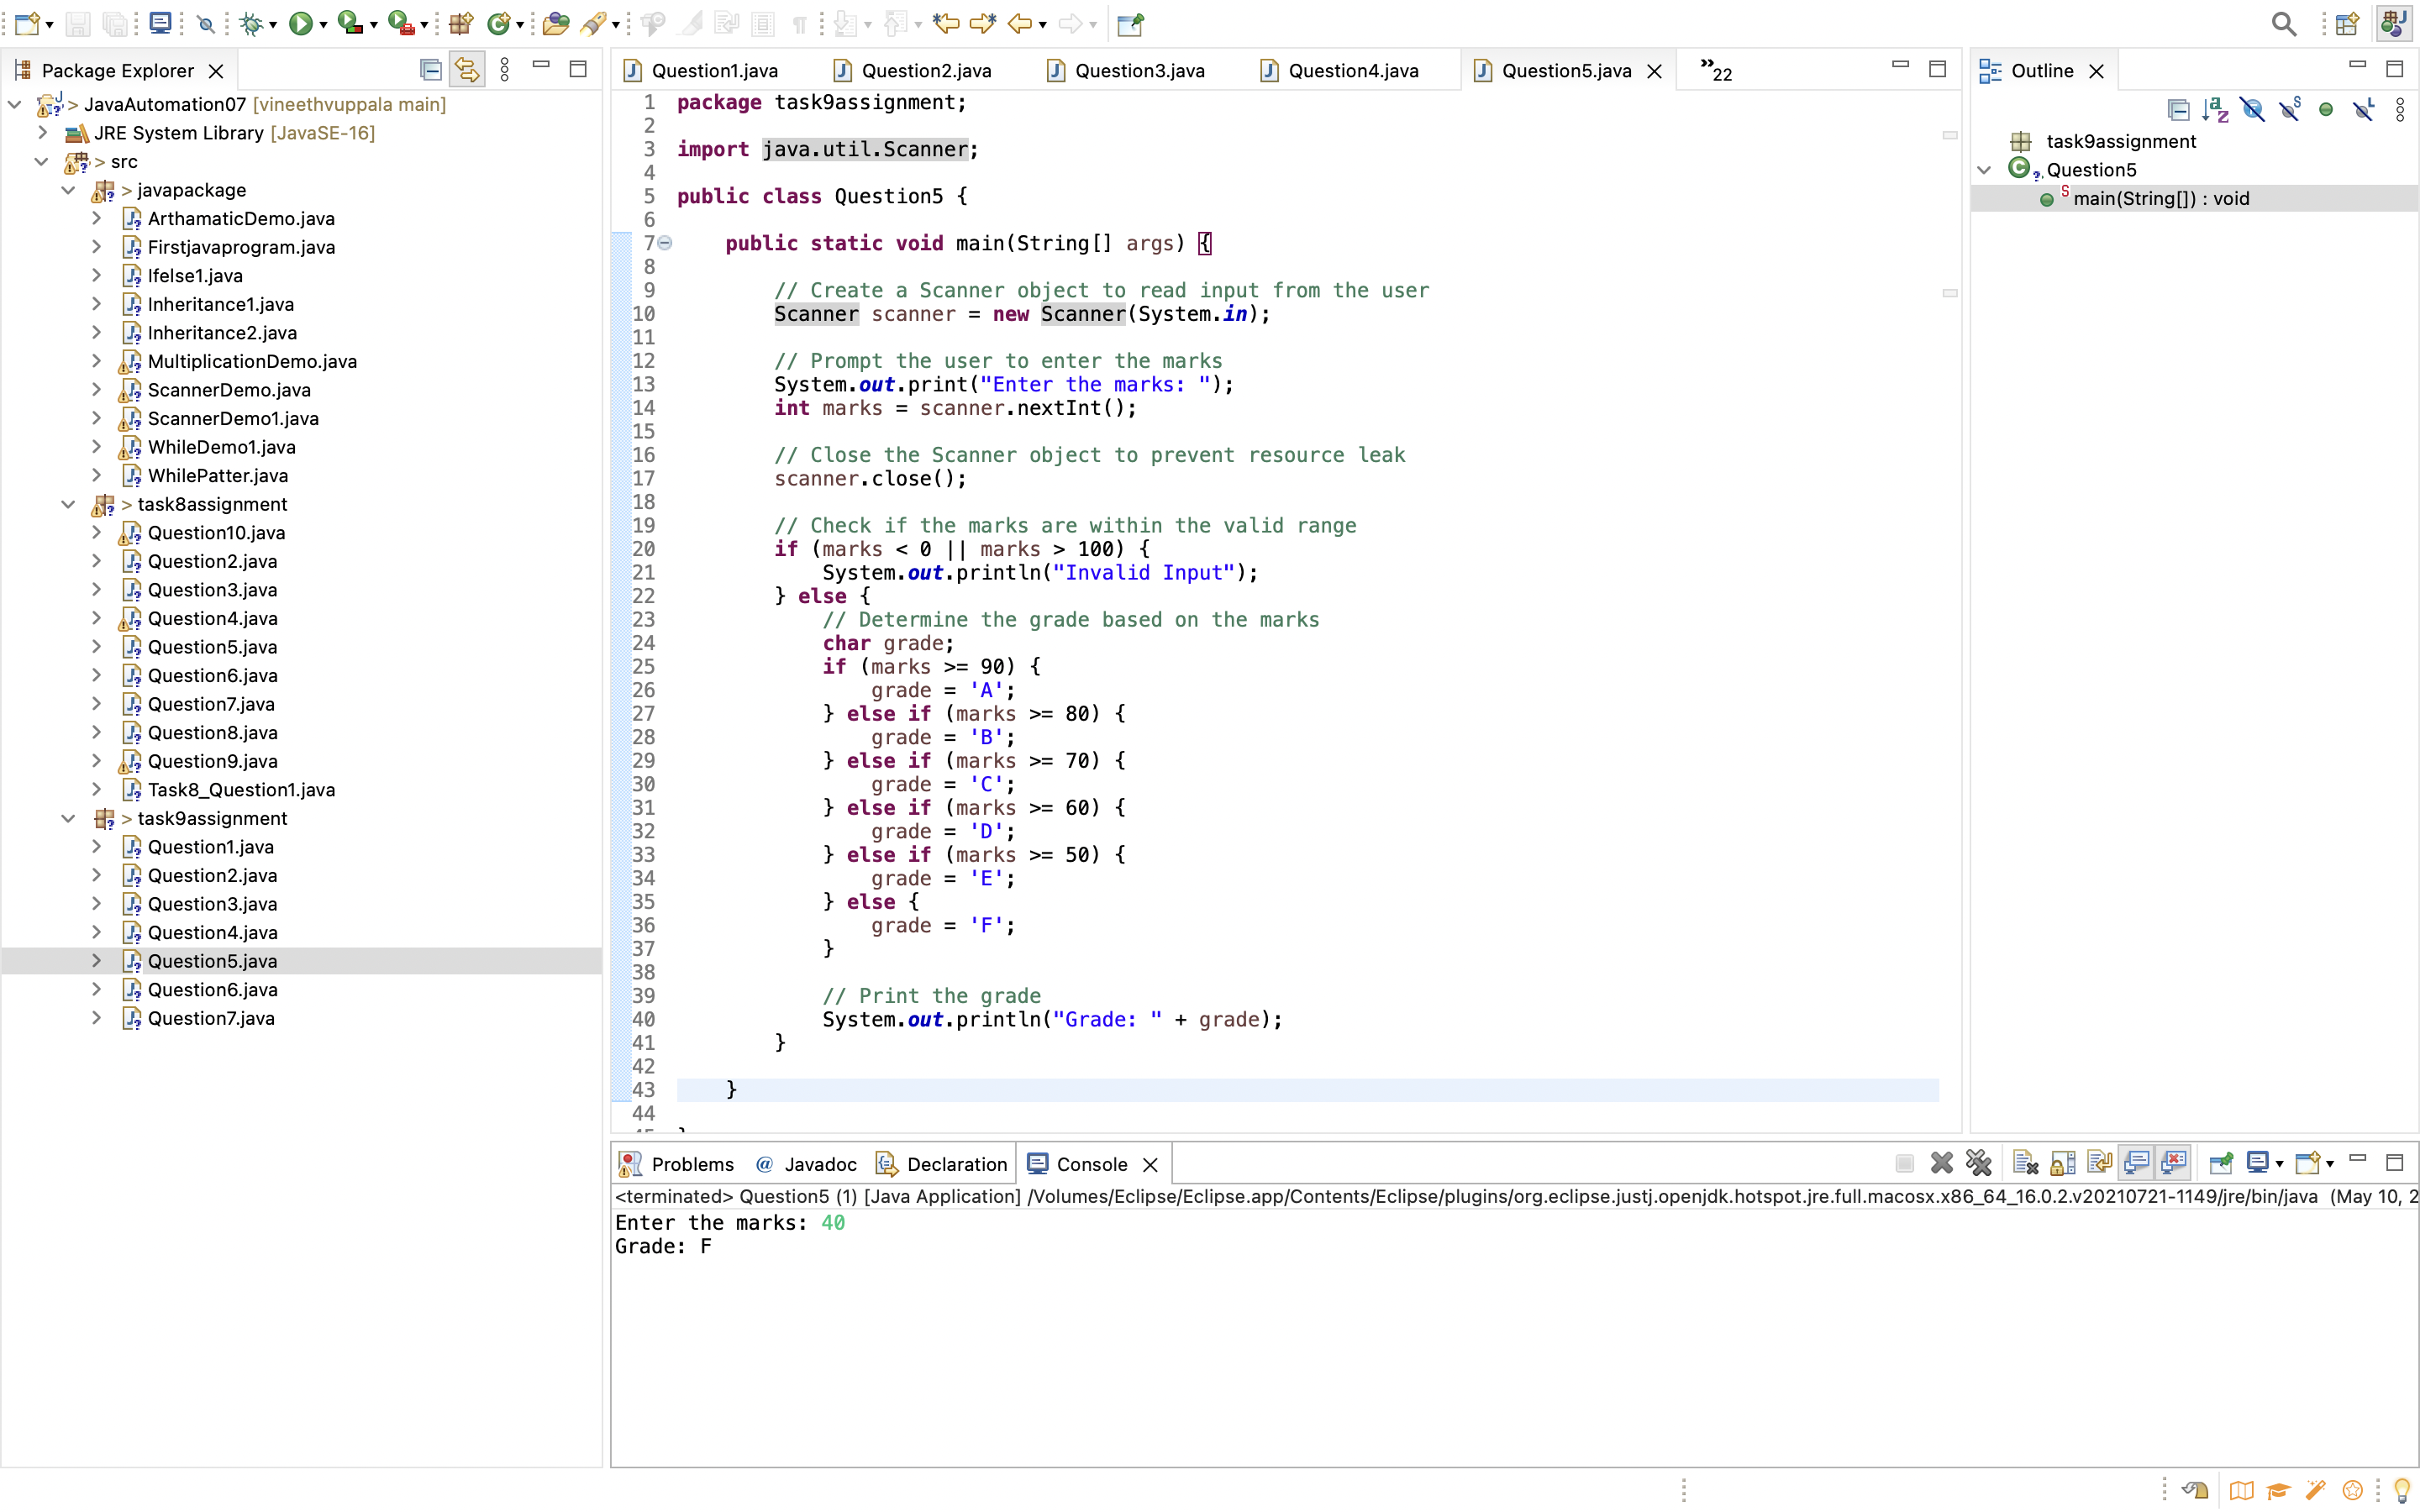 Package Explorer
> JavaAutomation07 [vineethvuppala main]
JRE System Library [JavaSE-16]
> src
> javapackage
ArthamaticDemo.java
Firstjavaprogram.java
Ifelse1.java
Inheritance1.java
Inheritance2.java
MultiplicationDemo.java
ScannerDemo.java
ScannerDemo1.java
WhileDemo1.java
WhilePatter.java
> task8assignment
Question10.java
Question2.java
Question3.java
Question4.java
Question5.java
Question6.java
Question7.java
Question8.java
Question9.java
Task8_Question1.java
> task9assignment
Question1.java
Question2.java
Question3.java
Question4.java
Question5.java
Question6.java
Question7.java
Question1.java Question2.java Question3.java Question4.java Question5.java »22
1 package task9assignment;
2
3 import java.util.Scanner;
4
5 public class Question5 {
6
7 public static void main(String[] args) {
8
9 // Create a Scanner object to read input from the user
10 Scanner scanner = new Scanner(System.in);
11
12 // Prompt the user to enter the marks
13 System.out.print("Enter the marks: ");
14 int marks = scanner.nextInt();
15
16 // Close the Scanner object to prevent resource leak
17 scanner.close();
18
19 // Check if the marks are within the valid range
20 if (marks < 0 || marks > 100) {
21 System.out.println("Invalid Input");
22 } else {
23 // Determine the grade based on the marks
24 char grade;
25 if (marks >= 90) {
26 grade = 'A';
27 } else if (marks >= 80) {
28 grade = 'B';
29 } else if (marks >= 70) {
30 grade = 'C';
31 } else if (marks >= 60) {
32 grade = 'D';
33 } else if (marks >= 50) {
34 grade = 'E';
35 } else {
36 grade = 'F';
37 }
38
39 // Print the grade
40 System.out.println("Grade: " + grade);
41 }
42
43 }
44
Outline
task9assignment
Question5
main(String[]) : void
Problems Javadoc Declaration Console
<terminated> Question5 (1) [Java Application] /Volumes/Eclipse/Eclipse.app/Contents/Eclipse/plugins/org.eclipse.justj.openjdk.hotspot.jre.full.macosx.x86_64_16.0.2.v20210721-1149/jre/bin/java (May 10, 2
Enter the marks: 40
Grade: F